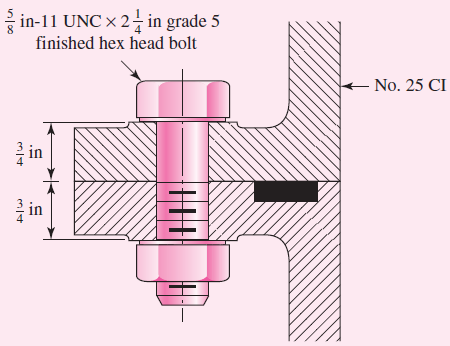 5/8 in-11 UNC × 2 1/4 in grade 5
finished hex head bolt
No. 25 CI
3/4 in
3/4 in